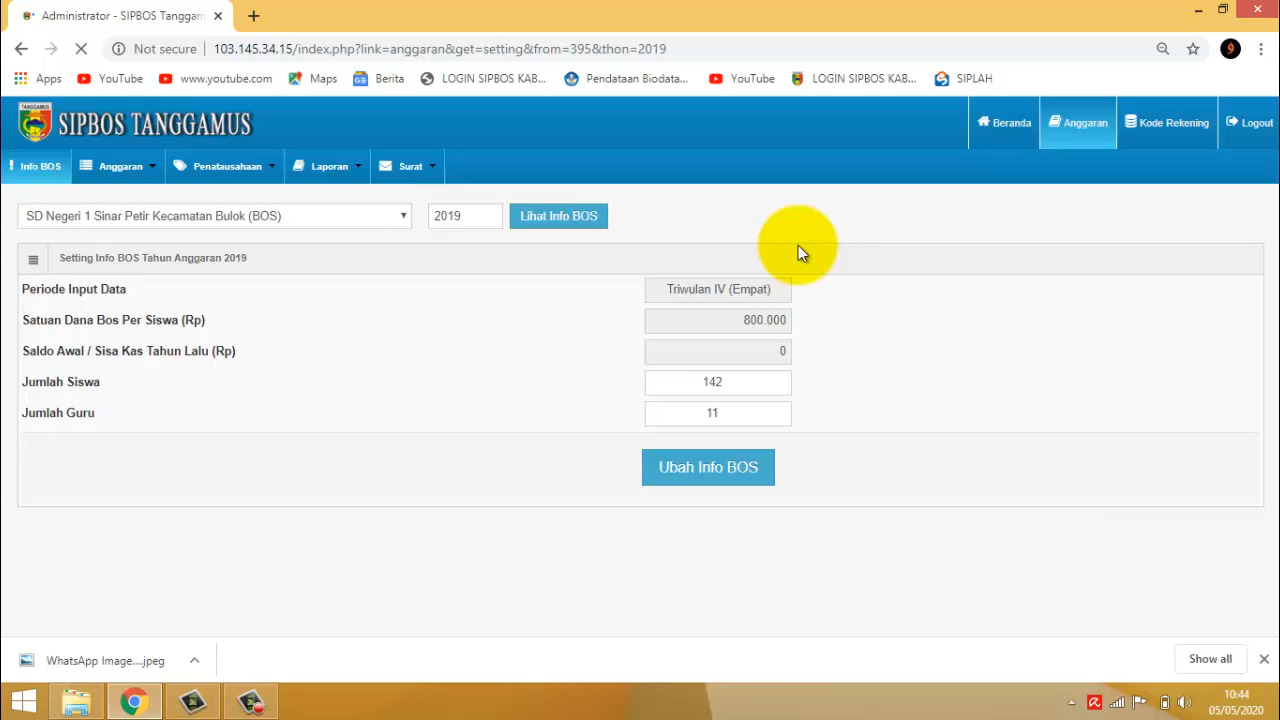 Administrator - SIPBOS Tanggam
Not secure | 103.145.34.15/index.php?link=anggaran&get=setting&from=395&thon=2019
9
Apps YouTube www.youtube.com Maps Berita LOGIN SIPBOS KAB... Pendataan Biodata... YouTube LOGIN SIPBOS KAB... SIPLAH
TANGGAMUS
SIPBOS TANGGAMUS
Beranda Anggaran Kode Rekening Logout
Info BOS Anggaran Penatausahaan Laporan Surat
SD Negeri 1 Sinar Petir Kecamatan Bulok (BOS) 2019 Lihat Info BOS
Setting Info BOS Tahun Anggaran 2019
Periode Input Data Triwulan IV (Empat)
Satuan Dana Bos Per Siswa (Rp) 800.000
Saldo Awal / Sisa Kas Tahun Lalu (Rp) 0
Jumlah Siswa 142
Jumlah Guru 11
Ubah Info BOS
WhatsApp Image....jpeg Show all
10:44
05/05/2020